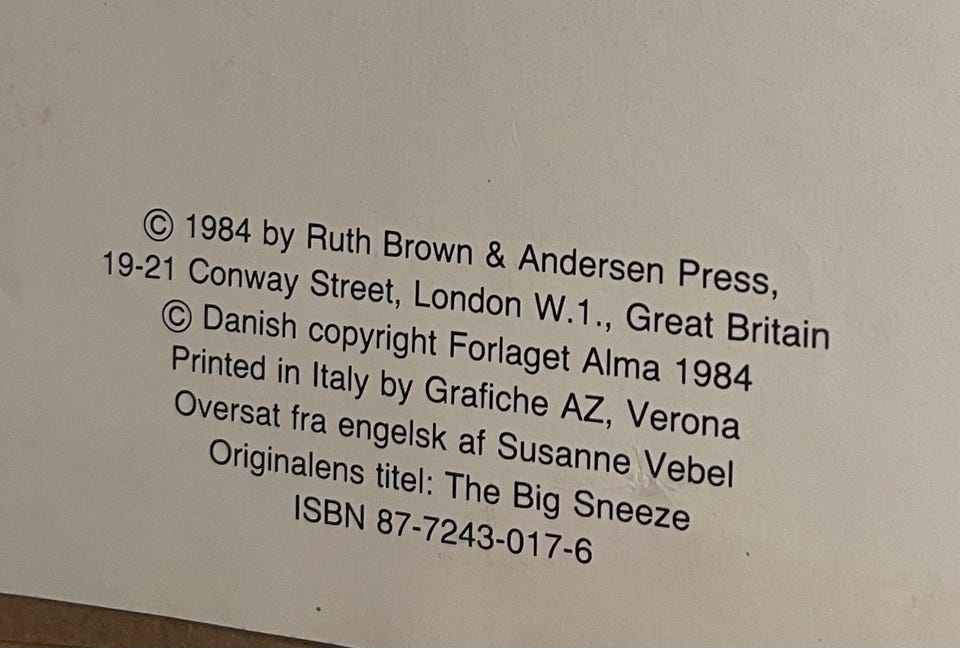 © 1984 by Ruth Brown & Andersen Press,
19-21 Conway Street, London W.1., Great Britain
© Danish copyright Forlaget Alma 1984
Printed in Italy by Grafiche AZ, Verona
Oversat fra engelsk af Susanne Vebel
Originalens titel: The Big Sneeze
ISBN 87-7243-017-6